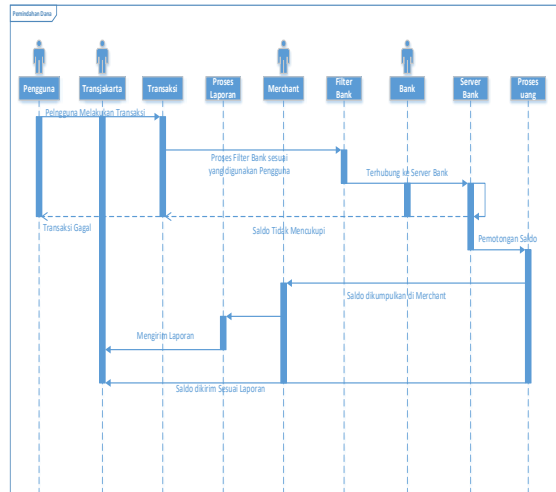 Pemindahan Dana
Pengguna
Transjakarta
Transaksi
Proses
Laporan
Merchant
Filter
Bank
Bank
Server
Bank
Proses
uang
Pelngguna Melakukan Transaksi
Proses Filter Bank sesuai
yang digunakan Pengguna
Terhubung ke Server Bank
Transaksi Gagal
Saldo Tidak Mencukupi
Pemotongan Saldo
Saldo dikumpulkan di Merchant
Mengirim Laporan
Saldo dikirim Sesuai Laporan